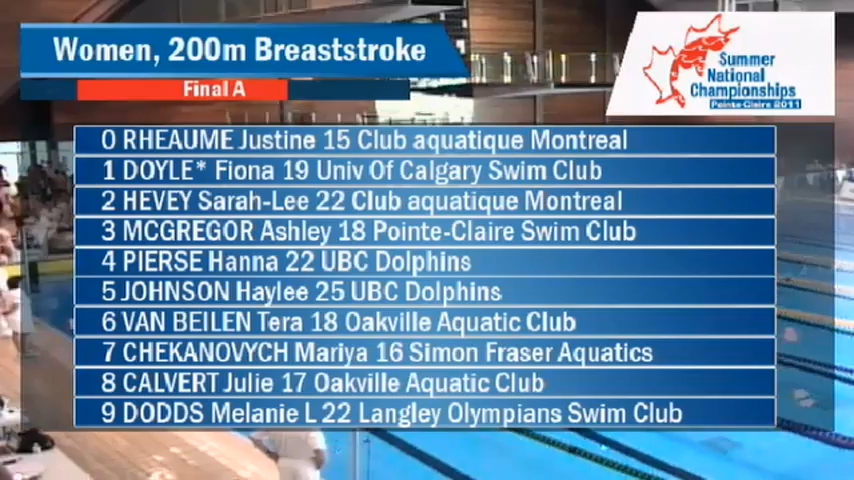 Women, 200m Breaststroke
Final A
Summer
National
Championships
Pointe-Claire 2011
0 RHEAUME Justine 15 Club aquatique Montreal
1 DOYLE* Fiona 19 Univ Of Calgary Swim Club
2 HEVEY Sarah-Lee 22 Club aquatique Montreal
3 MCGREGOR Ashley 18 Pointe-Claire Swim Club
4 PIERSE Hanna 22 UBC Dolphins
5 JOHNSON Haylee 25 UBC Dolphins
6 VAN BEILEN Tera 18 Oakville Aquatic Club
7 CHEKANOVYCH Mariya 16 Simon Fraser Aquatics
8 CALVERT Julie 17 Oakville Aquatic Club
9 DODDS Melanie L 22 Langley Olympians Swim Club